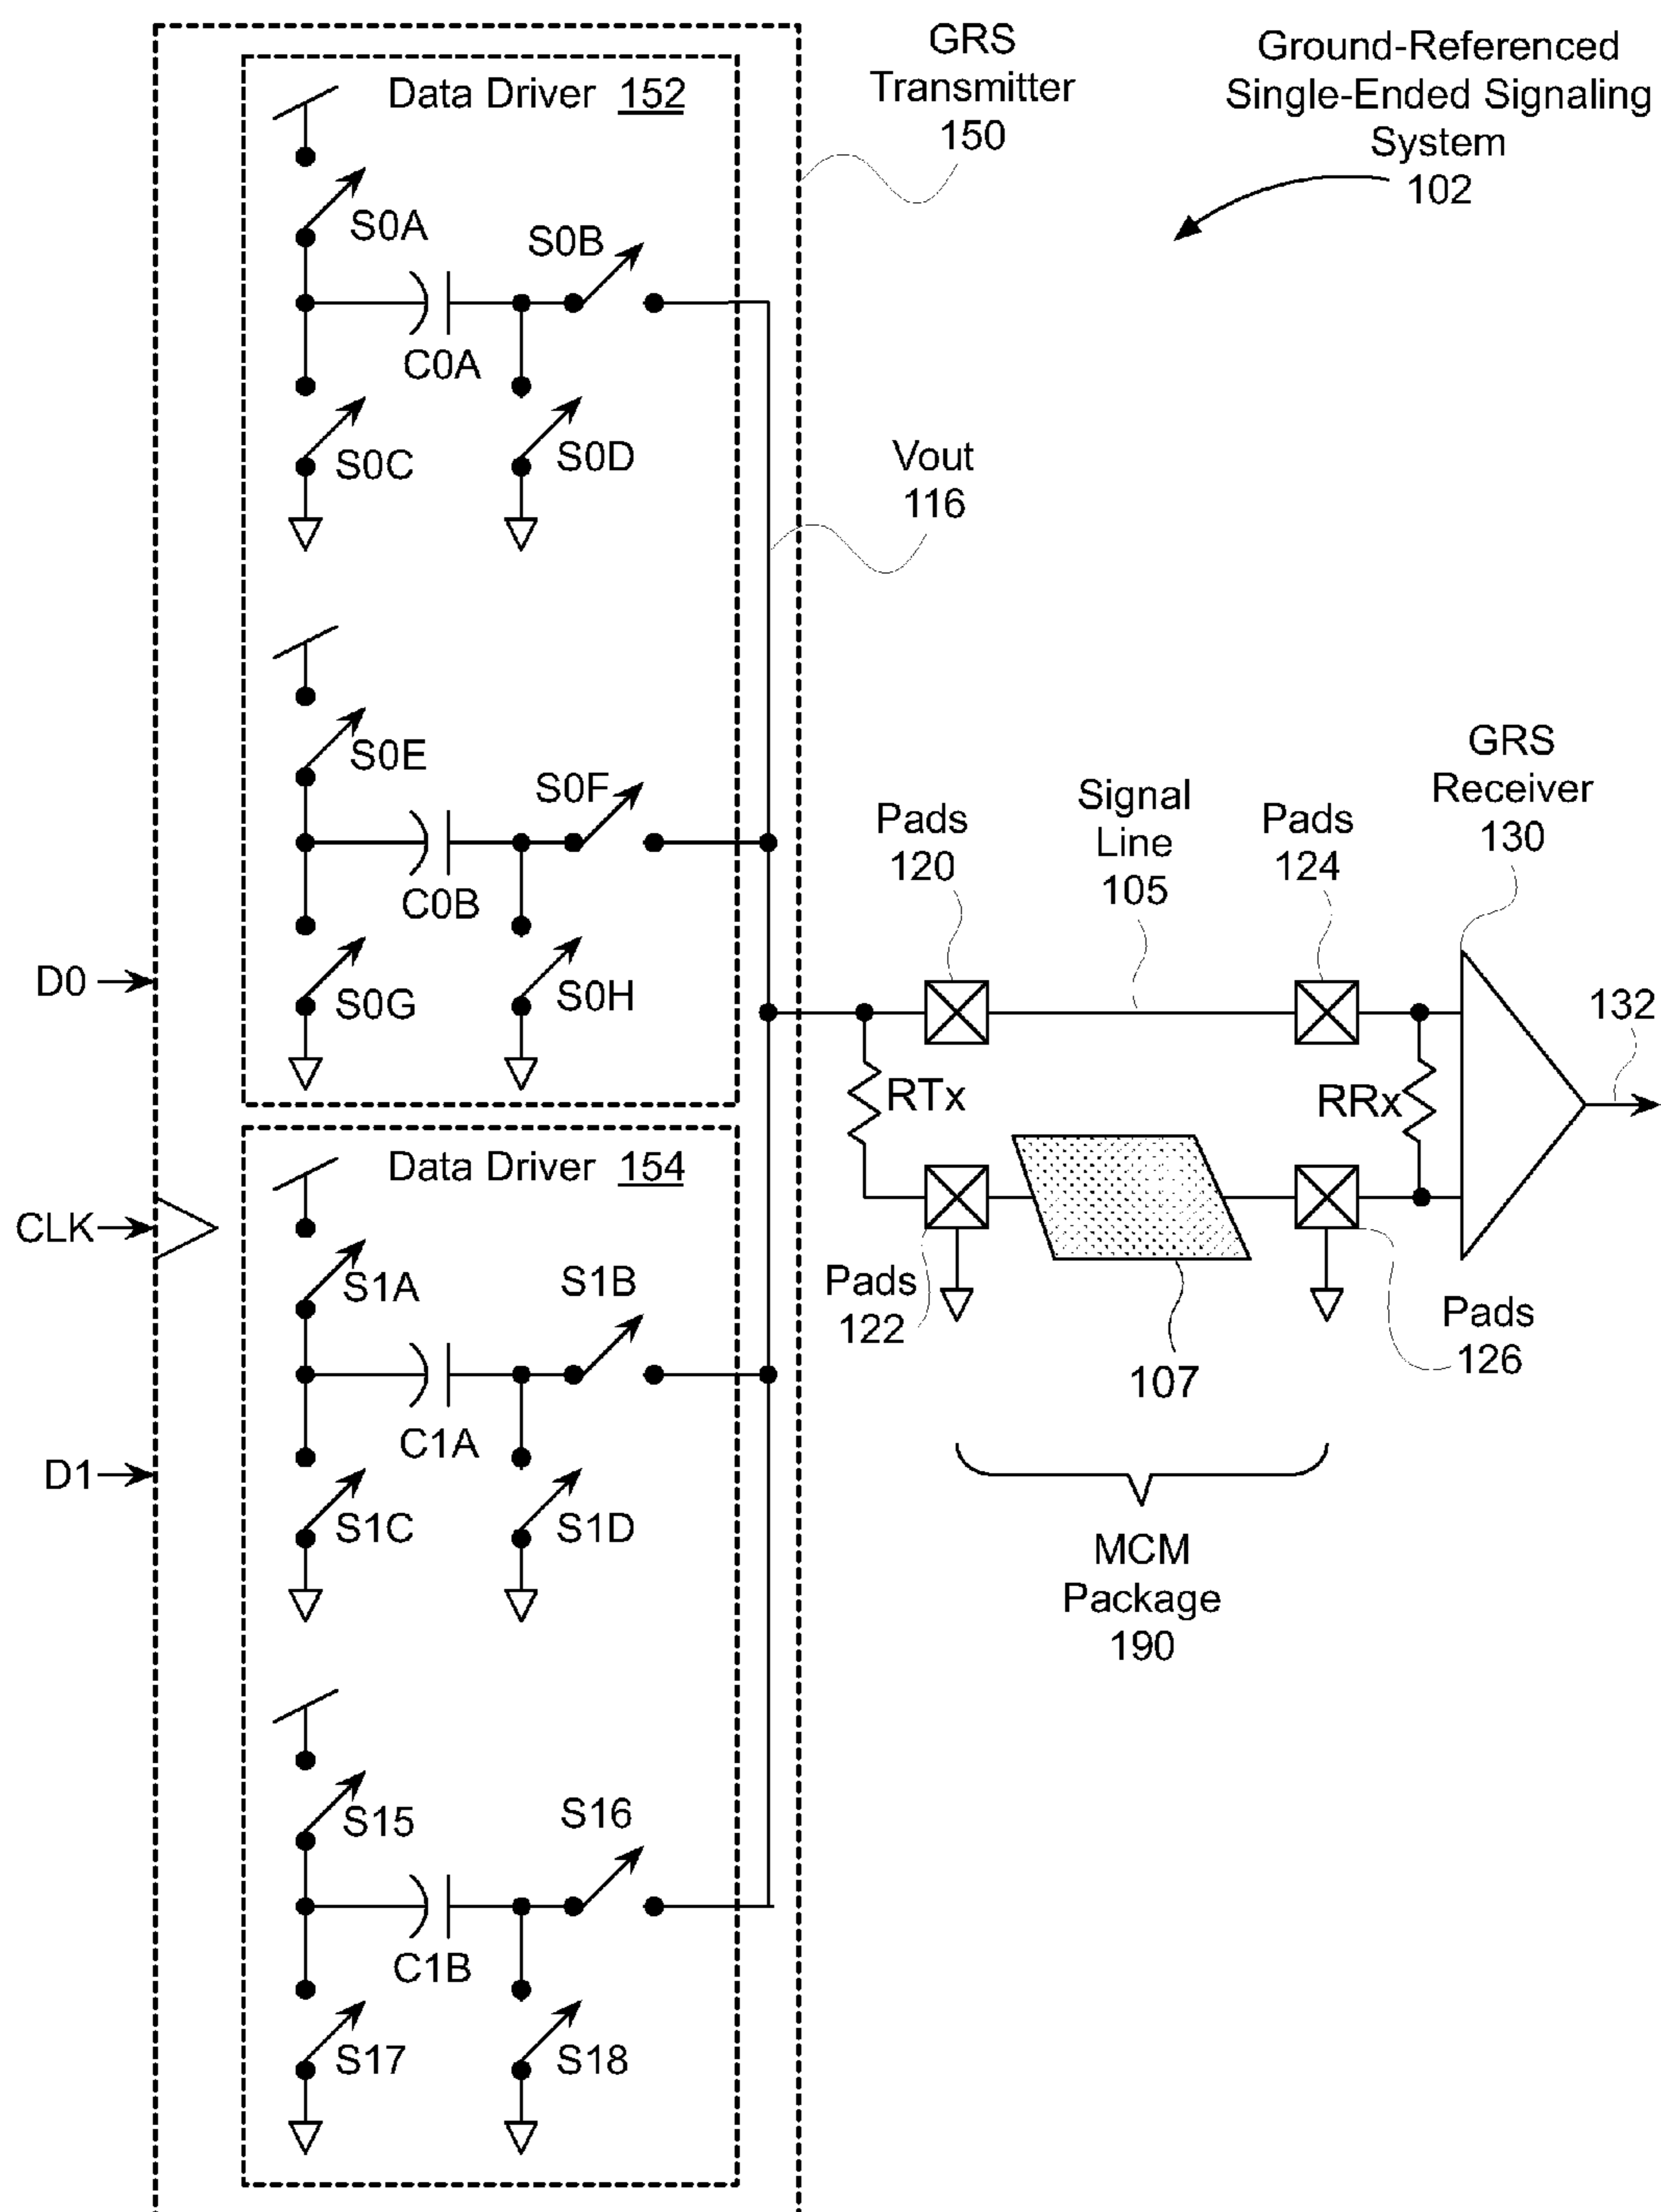 GRS
Transmitter
150
Ground-Referenced
Single-Ended Signaling
System
102
Data Driver 152
S0A
S0B
C0A
S0C
S0D
Vout
116
S0E
S0F
C0B
S0G
S0H
D0
Pads
120
Signal
Line
105
Pads
124
GRS
Receiver
130
132
RTx
RRx
Data Driver 154
CLK
S1A
S1B
C1A
S1C
S1D
D1
Pads
122
107
Pads
126
MCM
Package
190
S15
S16
C1B
S17
S18